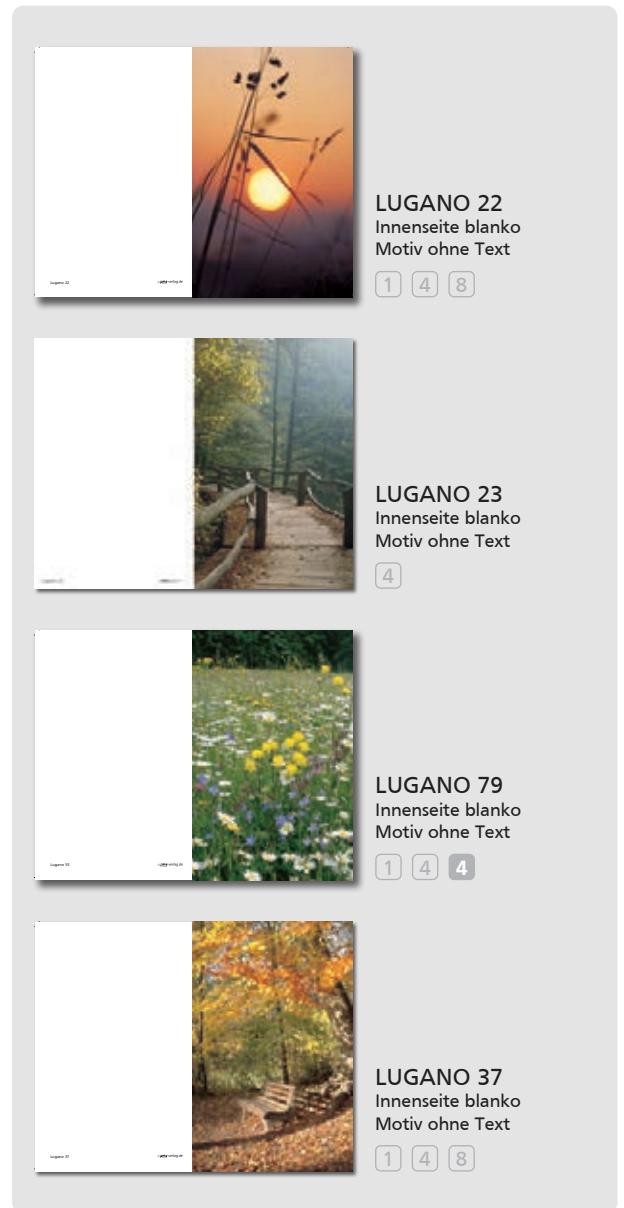 Lugano 22
LUGANO 22
Innenseite blanko
Motiv ohne Text
1 4 8
LUGANO 23
Innenseite blanko
Motiv ohne Text
4
LUGANO 79
Innenseite blanko
Motiv ohne Text
1 4 4
Lugano 37
LUGANO 37
Innenseite blanko
Motiv ohne Text
1 4 8